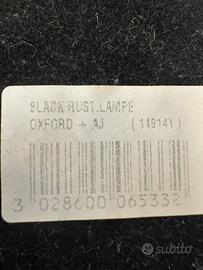 BLACK RUST.LAMPE
OXFORD + AJ (14914Y)
3 028600 065332
subito